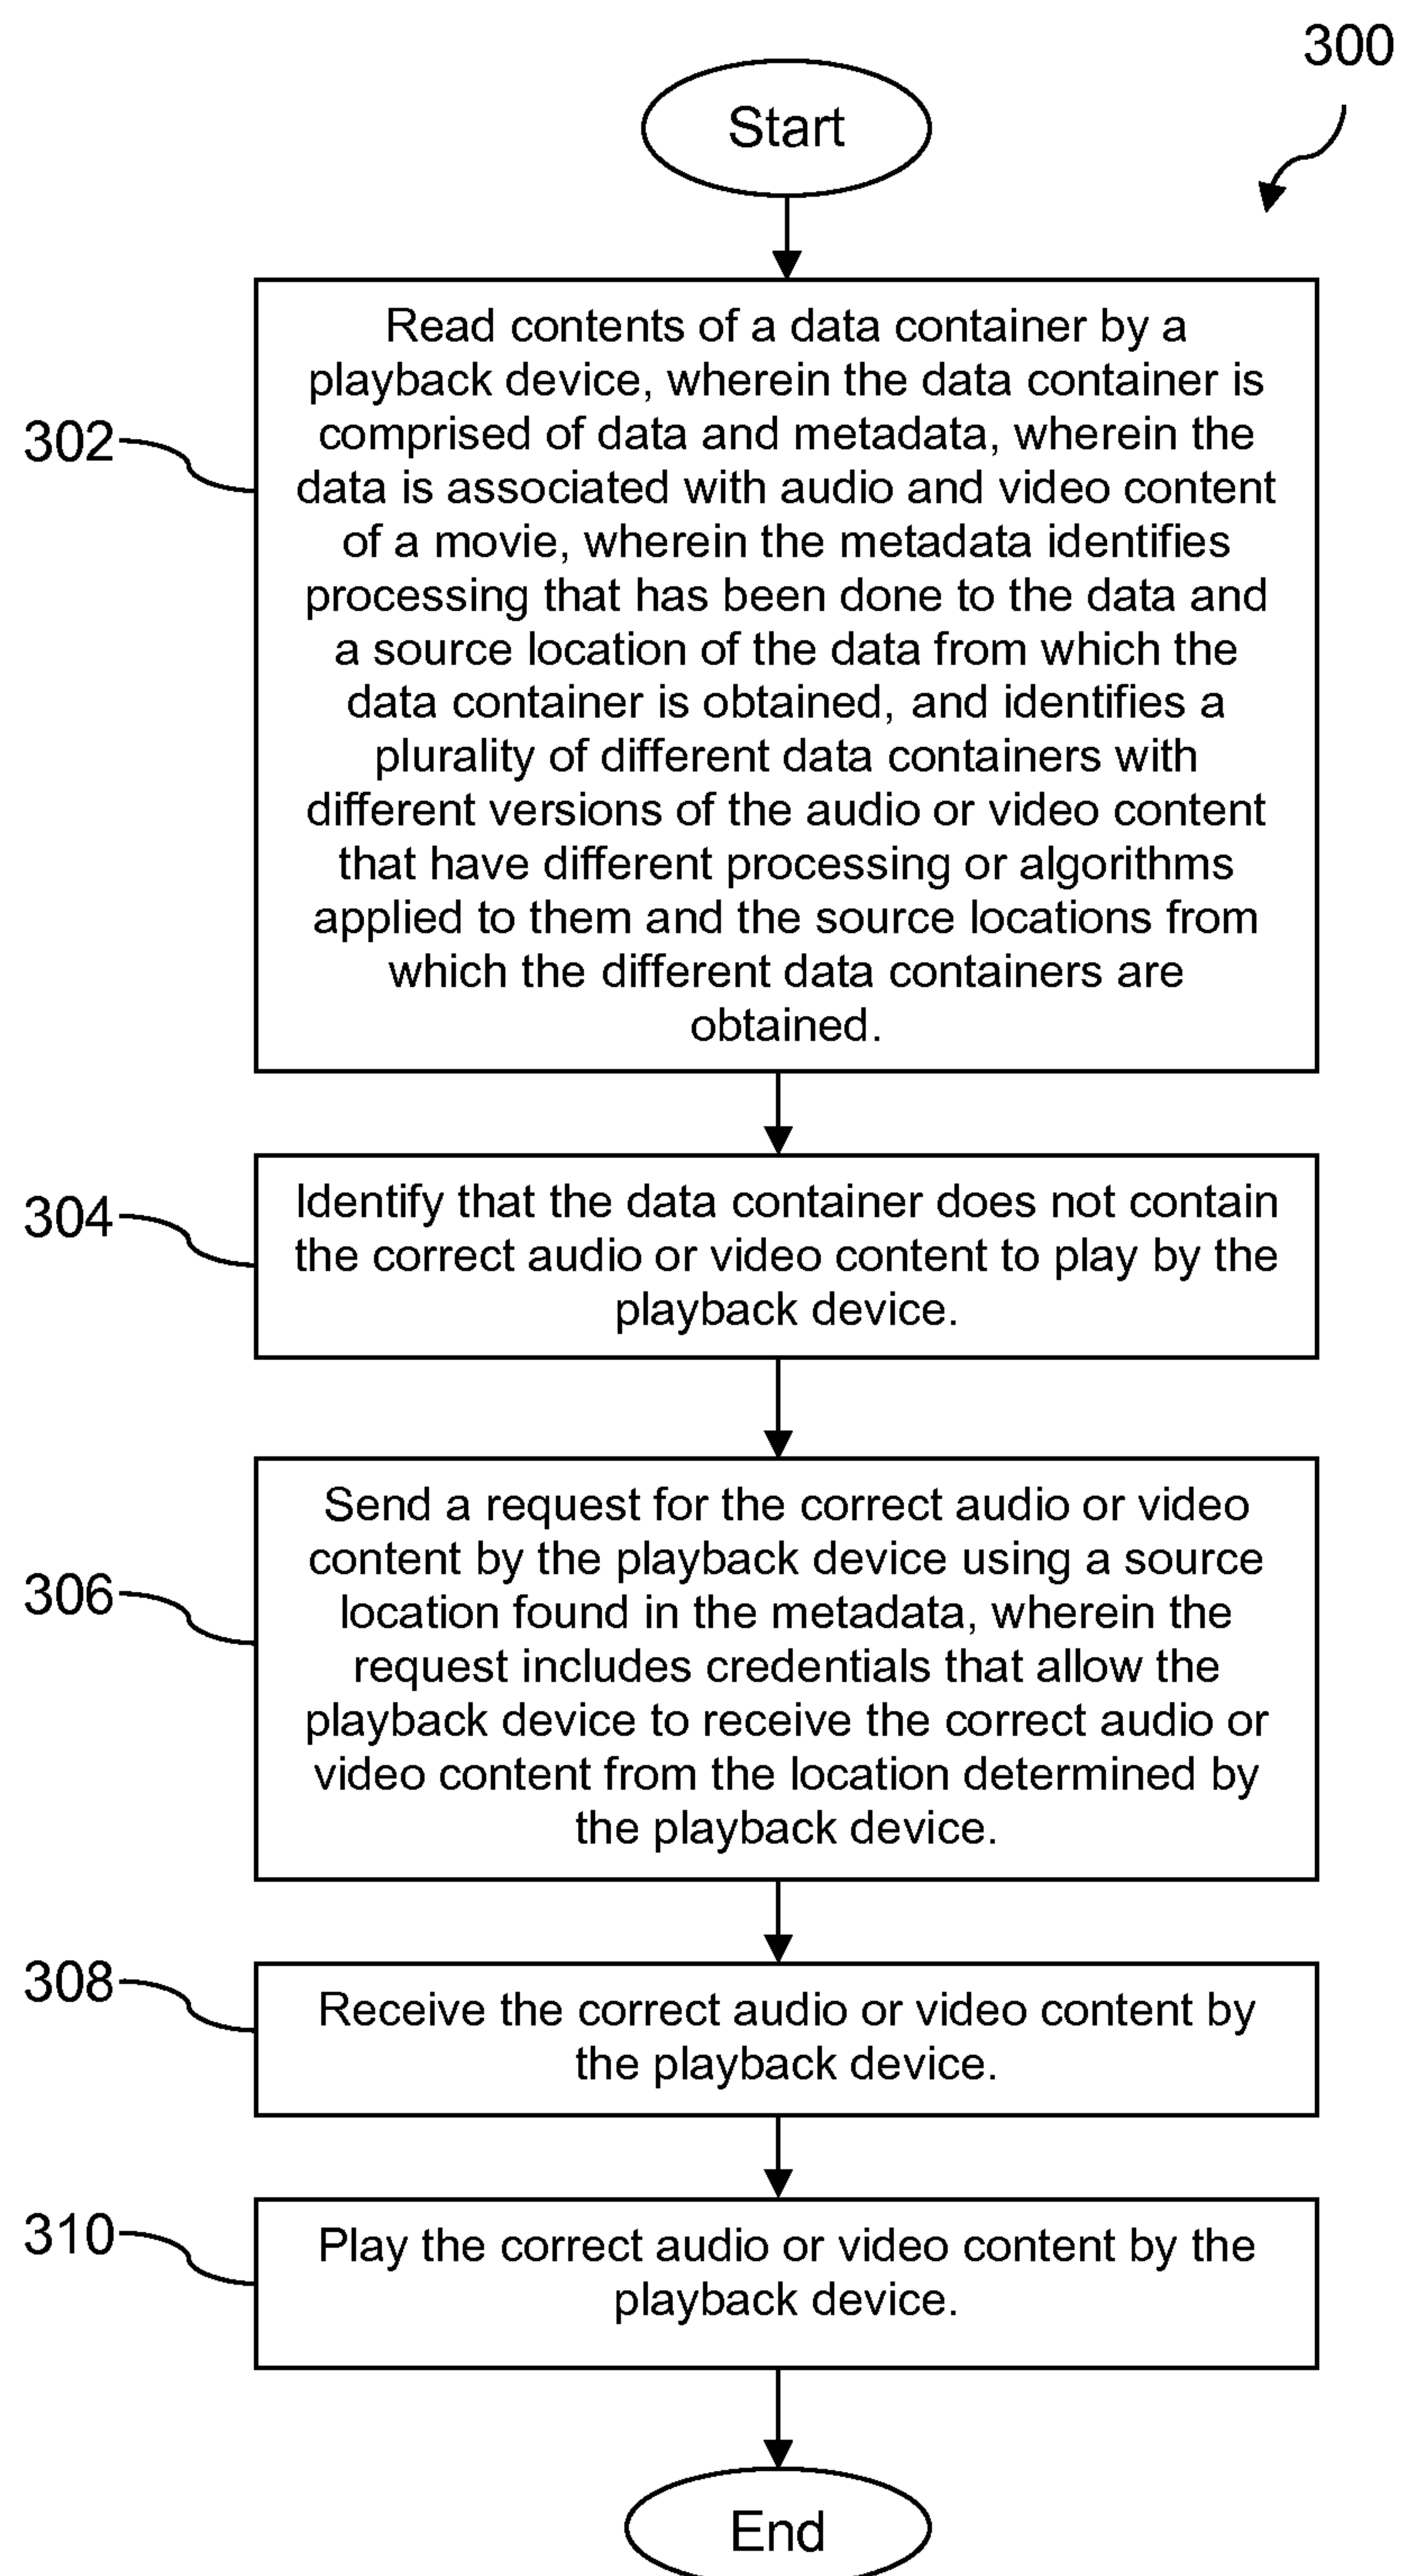 300
Start
302
Read contents of a data container by a
playback device, wherein the data container is
comprised of data and metadata, wherein the
data is associated with audio and video content
of a movie, wherein the metadata identifies
processing that has been done to the data and
a source location of the data from which the
data container is obtained, and identifies a
plurality of different data containers with
different versions of the audio or video content
that have different processing or algorithms
applied to them and the source locations from
which the different data containers are
obtained.
304
Identify that the data container does not contain
the correct audio or video content to play by the
playback device.
306
Send a request for the correct audio or video
content by the playback device using a source
location found in the metadata, wherein the
request includes credentials that allow the
playback device to receive the correct audio or
video content from the location determined by
the playback device.
308
Receive the correct audio or video content by
the playback device.
310
Play the correct audio or video content by the
playback device.
End